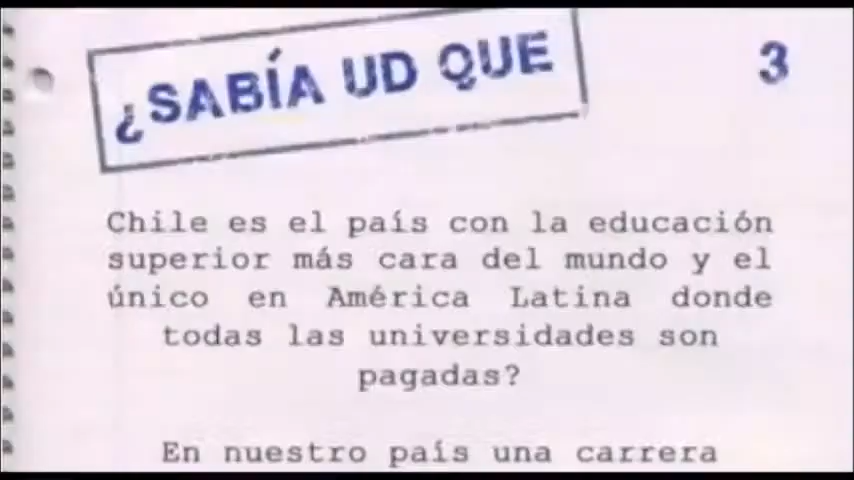 ¿SABÍA UD QUE
3
Chile es el país con la educación
superior más cara del mundo y el
único en América Latina donde
todas las universidades son
pagadas?
En nuestro país una carrera